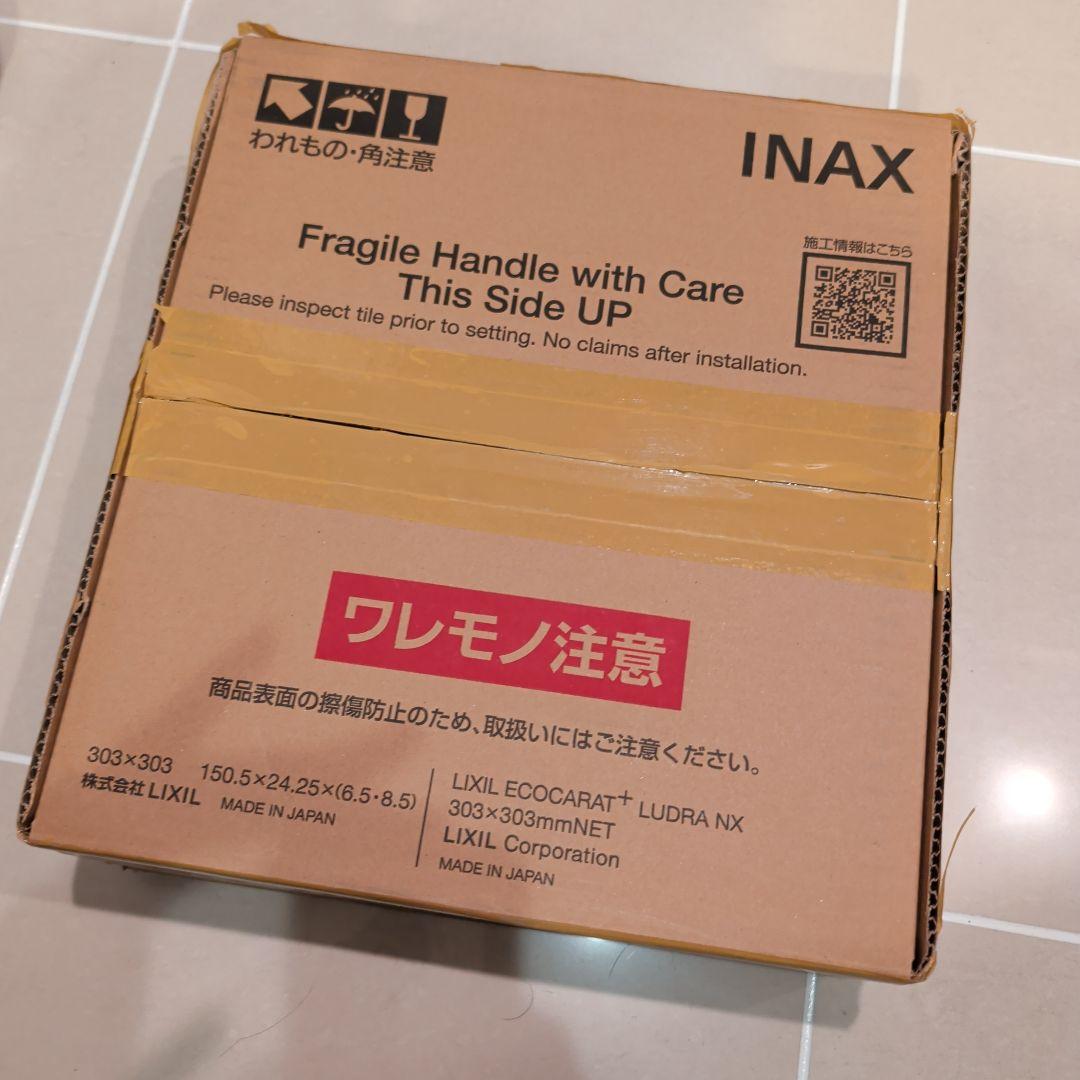 われもの・角注意
INAX
施工情報はこちら
Fragile Handle with Care
This Side UP
Please inspect tile prior to setting. No claims after installation.
ワレモノ注意
商品表面の擦傷防止のため、取扱いにはご注意ください。
303×303 150.5×24.25×(6.5・8.5)
株式会社 LIXIL MADE IN JAPAN
LIXIL ECOCARAT⁺ LUDRA NX
303×303mmNET
LIXIL Corporation
MADE IN JAPAN